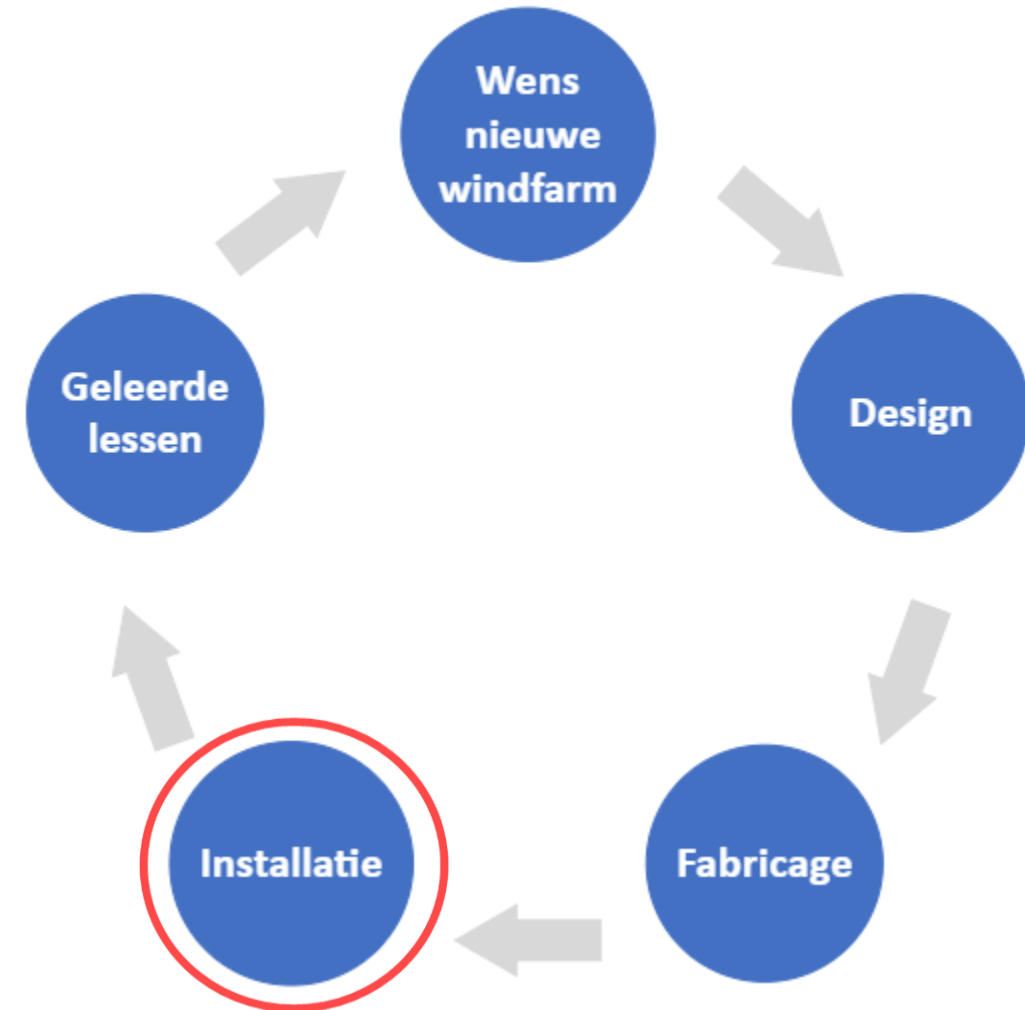 Wens
nieuwe
windfarm
Geleerde
lessen
Design
Installatie
Fabricage